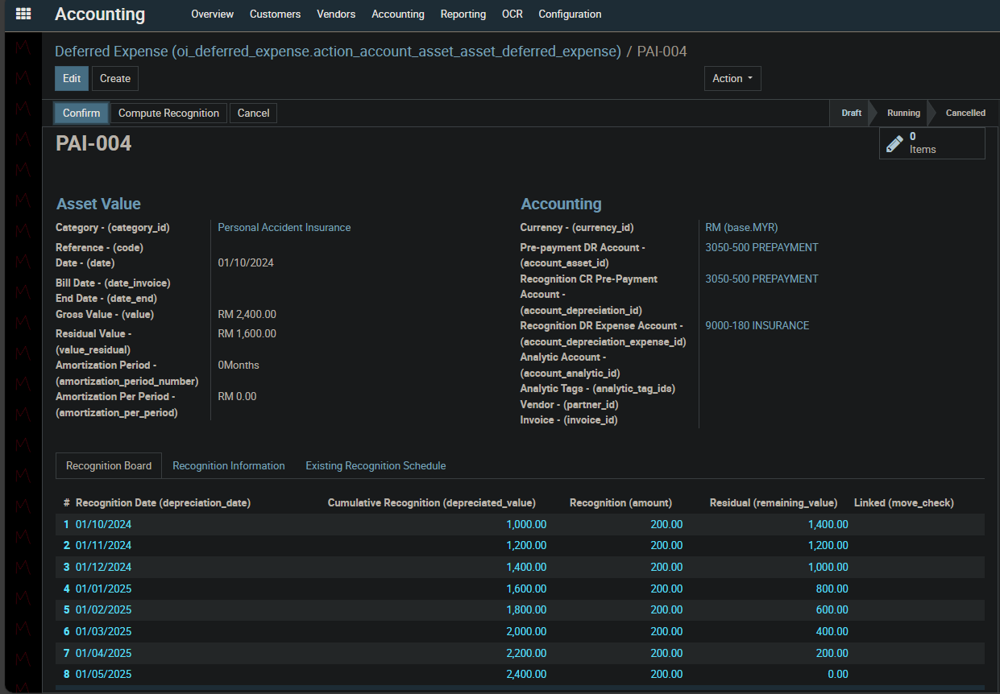 Accounting Overview Customers Vendors Accounting Reporting OCR Configuration
Deferred Expense (oi_deferred_expense.action_account_asset_asset_deferred_expense) / PAI-004
Edit Create Action
Confirm Compute Recognition Cancel Draft Running Cancelled
PAI-004
0
Items
Asset Value
Category - (category_id) Personal Accident Insurance
Reference - (code)
Date - (date) 01/10/2024
Bill Date - (date_invoice)
End Date - (date_end)
Gross Value - (value) RM 2,400.00
Residual Value - RM 1,600.00
(value_residual)
Amortization Period - 0Months
(amortization_period_number)
Amortization Per Period - RM 0.00
(amortization_per_period)
Accounting
Currency - (currency_id) RM (base.MYR)
Pre-payment DR Account - 3050-500 PREPAYMENT
(account_asset_id)
Recognition CR Pre-Payment 3050-500 PREPAYMENT
Account -
(account_depreciation_id)
Recognition DR Expense Account - 9000-180 INSURANCE
(account_depreciation_expense_id)
Analytic Account -
(account_analytic_id)
Analytic Tags - (analytic_tag_ids)
Vendor - (partner_id)
Invoice - (invoice_id)
Recognition Board Recognition Information Existing Recognition Schedule
# Recognition Date (depreciation_date) Cumulative Recognition (depreciated_value) Recognition (amount) Residual (remaining_value) Linked (move_check)
1 01/10/2024 1,000.00 200.00 1,400.00
2 01/11/2024 1,200.00 200.00 1,200.00
3 01/12/2024 1,400.00 200.00 1,000.00
4 01/01/2025 1,600.00 200.00 800.00
5 01/02/2025 1,800.00 200.00 600.00
6 01/03/2025 2,000.00 200.00 400.00
7 01/04/2025 2,200.00 200.00 200.00
8 01/05/2025 2,400.00 200.00 0.00